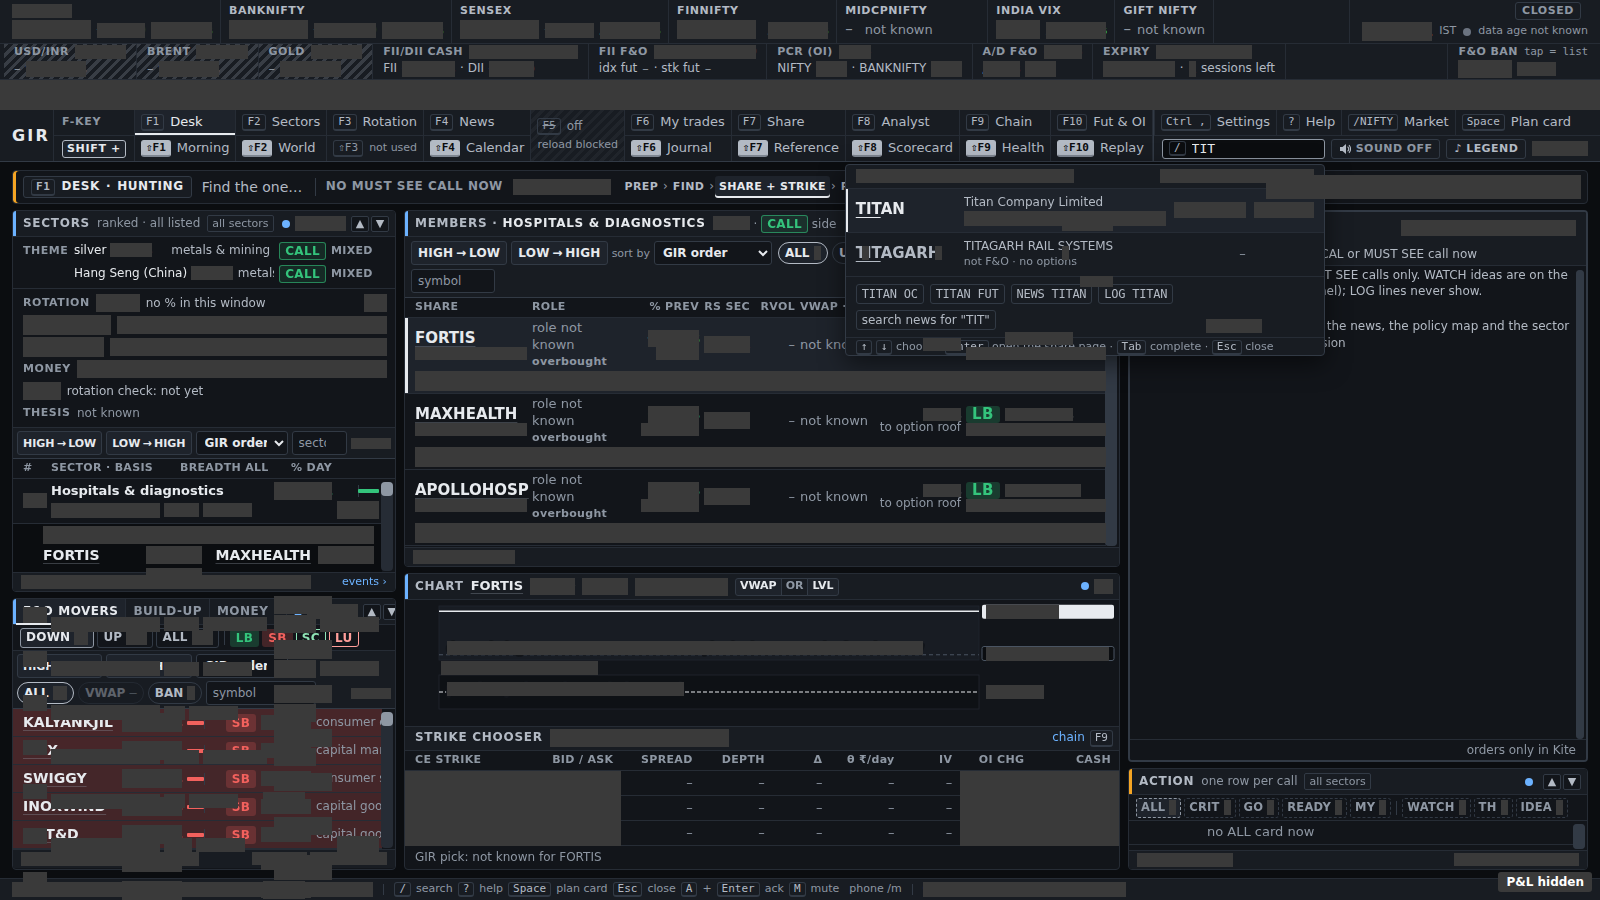 BANKNIFTY SENSEX FINNIFTY MIDCPNIFTY INDIA VIX GIFT NIFTY CLOSED
– not known – not known IST data age not known
USD/INR BRENT GOLD FII/DII CASH FII F&O PCR (OI) A/D F&O EXPIRY F&O BAN tap = list
– – – FII · DII idx fut – · stk fut – NIFTY · BANKNIFTY · sessions left
GIR F-KEY F1 Desk F2 Sectors F3 Rotation F4 News F5 off F6 My trades F7 Share F8 Analyst F9 Chain F10 Fut & OI Ctrl , Settings ? Help /NIFTY Market Space Plan card
SHIFT + ⇧F1 Morning ⇧F2 World ⇧F3 not used ⇧F4 Calendar reload blocked ⇧F6 Journal ⇧F7 Reference ⇧F8 Scorecard ⇧F9 Health ⇧F10 Replay / TIT SOUND OFF ♪ LEGEND
F1 DESK · HUNTING Find the one... NO MUST SEE CALL NOW PREP › FIND › SHARE + STRIKE ›
TITAN Titan Company Limited
TITAGARH TITAGARH RAIL SYSTEMS
not F&O · no options –
TITAN OC TITAN FUT NEWS TITAN LOG TITAN
search news for "TIT"
↑ ↓ Tab complete · Esc close
SECTORS ranked · all listed all sectors ▲ ▼
THEME silver metals & mining CALL MIXED
Hang Seng (China) CALL MIXED
ROTATION no % in this window
MONEY
rotation check: not yet
THESIS not known
HIGH→LOW LOW→HIGH GIR order
# SECTOR · BASIS BREADTH ALL % DAY
Hospitals & diagnostics
FORTIS MAXHEALTH
events ›
MOVERS BUILD-UP MONEY ▲ ▼
DOWN UP ALL LB SB SC LU
ALL VWAP – BAN symbol
KALYANKJIL SB consumer
SB capital
SWIGGY SB
INOXWIND SB capital goo
SB capital goo
MEMBERS · HOSPITALS & DIAGNOSTICS · CALL side
HIGH→LOW LOW→HIGH sort by GIR order ALL
symbol
SHARE ROLE % PREV RS SEC RVOL VWAP
FORTIS role not known overbought – not
MAXHEALTH role not known overbought – not known to option roof LB
APOLLOHOSP role not known overbought – not known to option roof LB
CHART FORTIS VWAP OR LVL
STRIKE CHOOSER chain F9
CE STRIKE BID / ASK SPREAD DEPTH Δ θ ₹/day IV OI CHG CASH
– – – – –
– – – – –
– – – – –
GIR pick: not known for FORTIS
or MUST SEE call now
SEE calls only. WATCH ideas are on the
LOG lines never show.
the news, the policy map and the sector
orders only in Kite
ACTION one row per call all sectors ▲ ▼
ALL CRIT GO READY MY WATCH TH IDEA
no ALL card now
/ search ? help Space plan card Esc close A + Enter ack M mute phone /m
P&L hidden